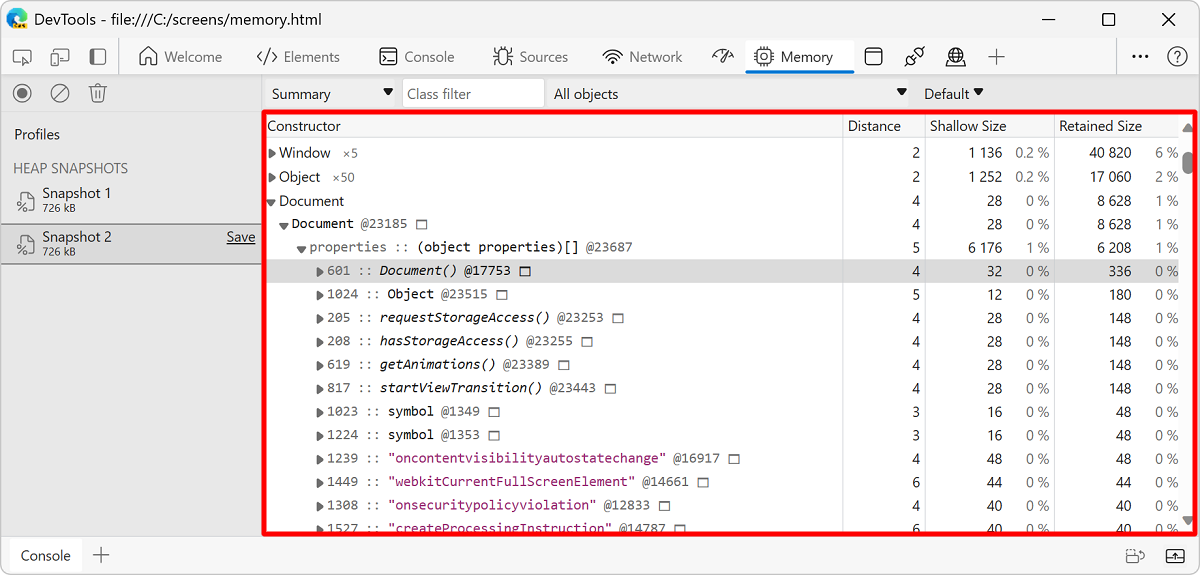 DevTools - file:///C:/screens/memory.html
Welcome Elements Console Sources Network Memory
Summary Class filter All objects Default
Profiles
HEAP SNAPSHOTS
Snapshot 1
726 kB
Snapshot 2 Save
726 kB
Constructor Distance Shallow Size Retained Size
Window ×5 2 1 136 0.2 % 40 820 6 %
Object ×50 2 1 252 0.2 % 17 060 2 %
Document 4 28 0 % 8 628 1 %
Document @23185 4 28 0 % 8 628 1 %
properties :: (object properties)[] @23687 5 6 176 1 % 6 208 1 %
601 :: Document() @17753 4 32 0 % 336 0 %
1024 :: Object @23515 5 12 0 % 180 0 %
205 :: requestStorageAccess() @23253 4 28 0 % 148 0 %
208 :: hasStorageAccess() @23255 4 28 0 % 148 0 %
619 :: getAnimations() @23389 4 28 0 % 148 0 %
817 :: startViewTransition() @23443 4 28 0 % 148 0 %
1023 :: symbol @1349 3 16 0 % 48 0 %
1224 :: symbol @1353 3 16 0 % 48 0 %
1239 :: "oncontentvisibilityautostatechange" @16917 4 48 0 % 48 0 %
1449 :: "webkitCurrentFullScreenElement" @14661 6 44 0 % 44 0 %
1308 :: "onsecuritypolicyviolation" @12833 4 40 0 % 40 0 %
1527 :: "createProcessingInstruction" @14787 6 40 0 % 40 0 %
Console